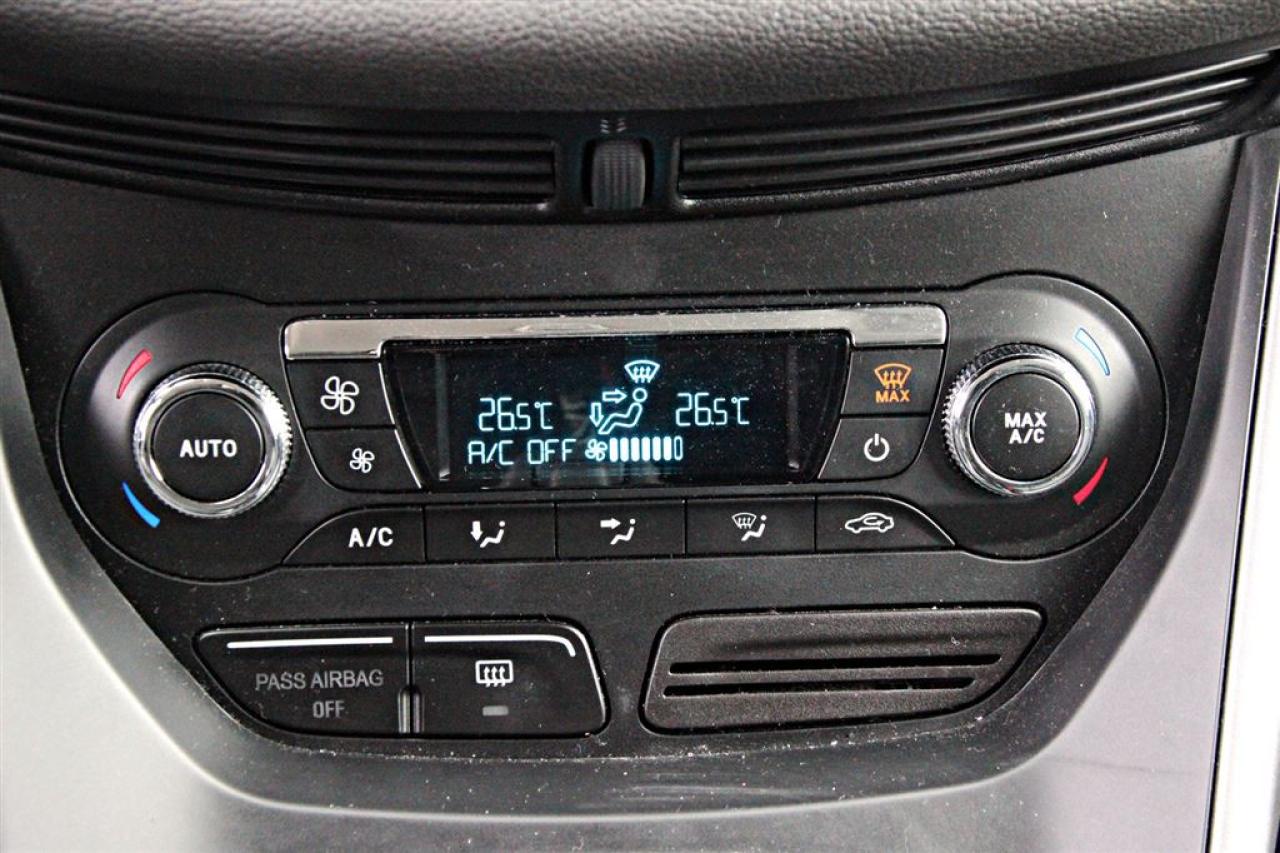 26.5°C 26.5°C
A/C OFF
AUTO
MAX
MAX
A/C
A/C
PASS AIRBAG
OFF